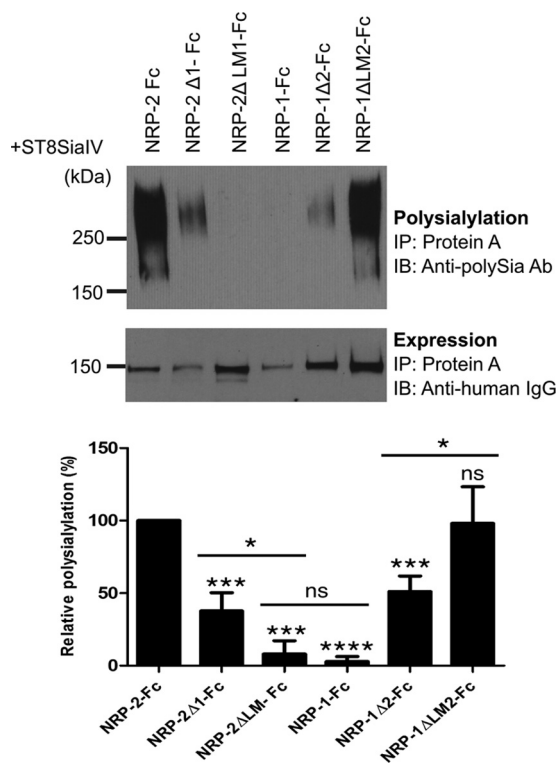 NRP-2 Fc
NRP-2 Δ1- Fc
NRP-2Δ LM1-Fc
NRP-1-Fc
NRP-1Δ2-Fc
NRP-1ΔLM2-Fc
+ST8SiaIV
(kDa)
250
150
Polysialylation
IP: Protein A
IB: Anti-polySia Ab
150
Expression
IP: Protein A
IB: Anti-human IgG
Relative polysialylation (%)
150
100
50
0
*
***
***
ns
****
***
*
ns
NRP-2-Fc
NRP-2Δ1-Fc
NRP-2ΔLM- Fc
NRP-1-Fc
NRP-1Δ2-Fc
NRP-1ΔLM2-Fc